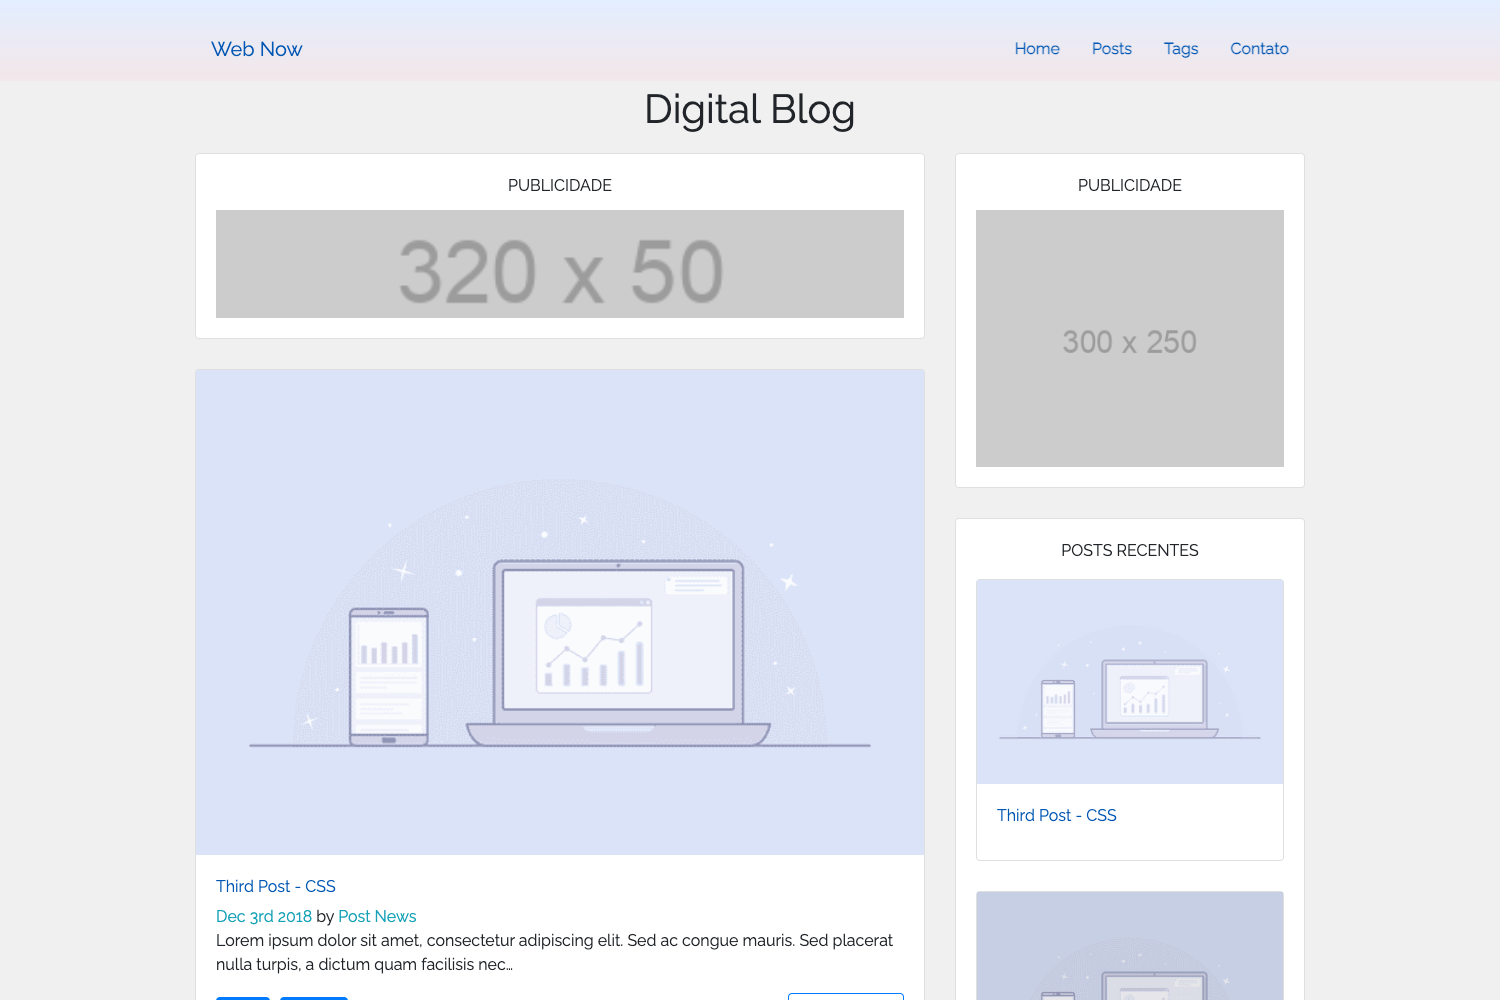 Web Now
Home Posts Tags Contato
Digital Blog
PUBLICIDADE
320 x 50
PUBLICIDADE
300 x 250
Third Post - CSS
Dec 3rd 2018 by Post News
Lorem ipsum dolor sit amet, consectetur adipiscing elit. Sed ac congue mauris. Sed placerat
nulla turpis, a dictum quam facilisis nec...
POSTS RECENTES
Third Post - CSS